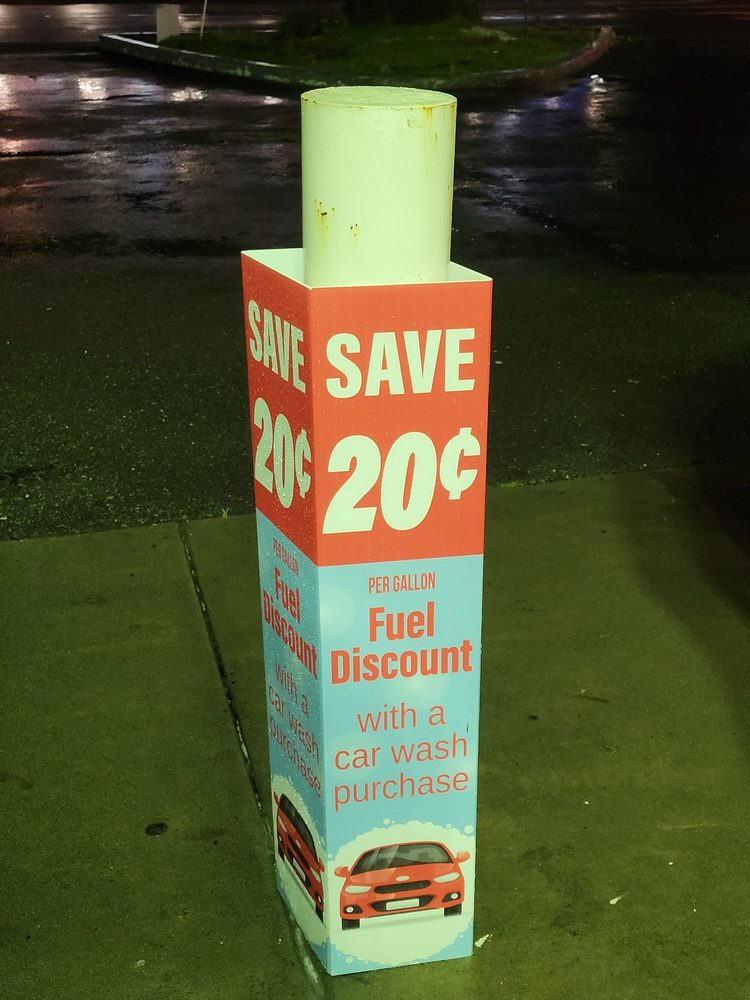 SAVE
20¢
PER GALLON
Fuel
Discount
with a
car wash
purchase
SAVE
20¢
PER GALLON
Fuel
Discount
with a
car wash
purchase